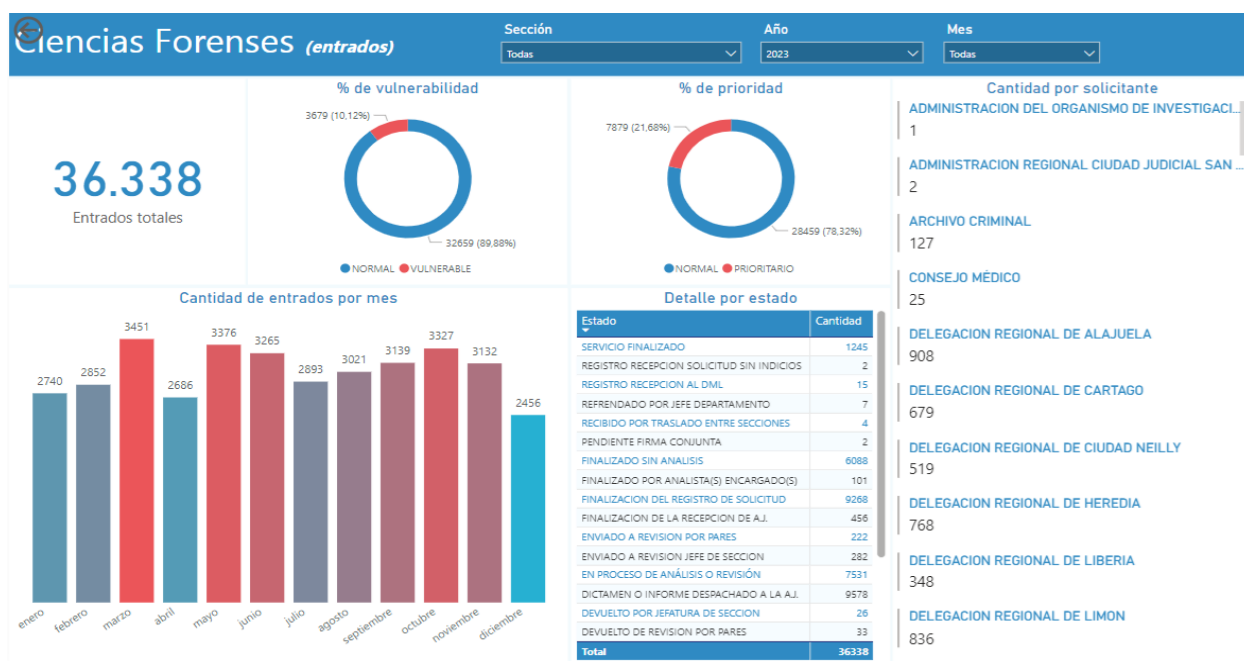 Ciencias Forenses (entrados)
Sección
Todas
Año
2023
Mes
Todas
36.338
Entrados totales
% de vulnerabilidad
3679 (10,12%)
32659 (89,88%)
NORMAL VULNERABLE
% de prioridad
7879 (21,68%)
28459 (78,32%)
NORMAL PRIORITARIO
Cantidad por solicitante
ADMINISTRACION DEL ORGANISMO DE INVESTIGACI...
1
ADMINISTRACION REGIONAL CIUDAD JUDICIAL SAN ...
2
ARCHIVO CRIMINAL
127
CONSEJO MÉDICO
25
DELEGACION REGIONAL DE ALAJUELA
908
DELEGACION REGIONAL DE CARTAGO
679
DELEGACION REGIONAL DE CIUDAD NEILLY
519
DELEGACION REGIONAL DE HEREDIA
768
DELEGACION REGIONAL DE LIBERIA
348
DELEGACION REGIONAL DE LIMON
836
Cantidad de entrados por mes
2740
2852
3451
2686
3376
3265
2893
3021
3139
3327
3132
2456
enero
febrero
marzo
abril
mayo
junio
julio
agosto
septiembre
octubre
noviembre
diciembre
Detalle por estado
Estado Cantidad
SERVICIO FINALIZADO 1245
REGISTRO RECEPCION SOLICITUD SIN INDICIOS 2
REGISTRO RECEPCION AL DML 15
REFRENDADO POR JEFE DEPARTAMENTO 7
RECIBIDO POR TRASLADO ENTRE SECCIONES 4
PENDIENTE FIRMA CONJUNTA 2
FINALIZADO SIN ANALISIS 6088
FINALIZADO POR ANALISTA(S) ENCARGADO(S) 101
FINALIZACION DEL REGISTRO DE SOLICITUD 9268
FINALIZACION DE LA RECEPCION DE A.J. 456
ENVIADO A REVISION POR PARES 222
ENVIADO A REVISION JEFE DE SECCION 282
EN PROCESO DE ANÁLISIS O REVISIÓN 7531
DICTAMEN O INFORME DESPACHADO A LA A.J. 9578
DEVUELTO POR JEFATURA DE SECCION 26
DEVUELTO DE REVISION POR PARES 33
Total 36338